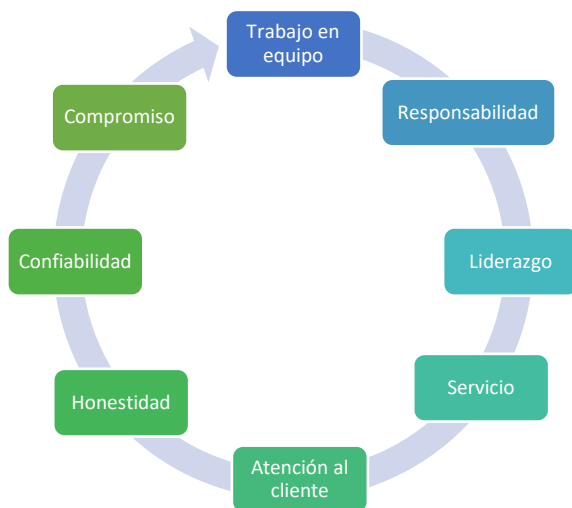 Trabajo en
equipo
Responsabilidad
Liderazgo
Servicio
Atención al
cliente
Honestidad
Confiabilidad
Compromiso